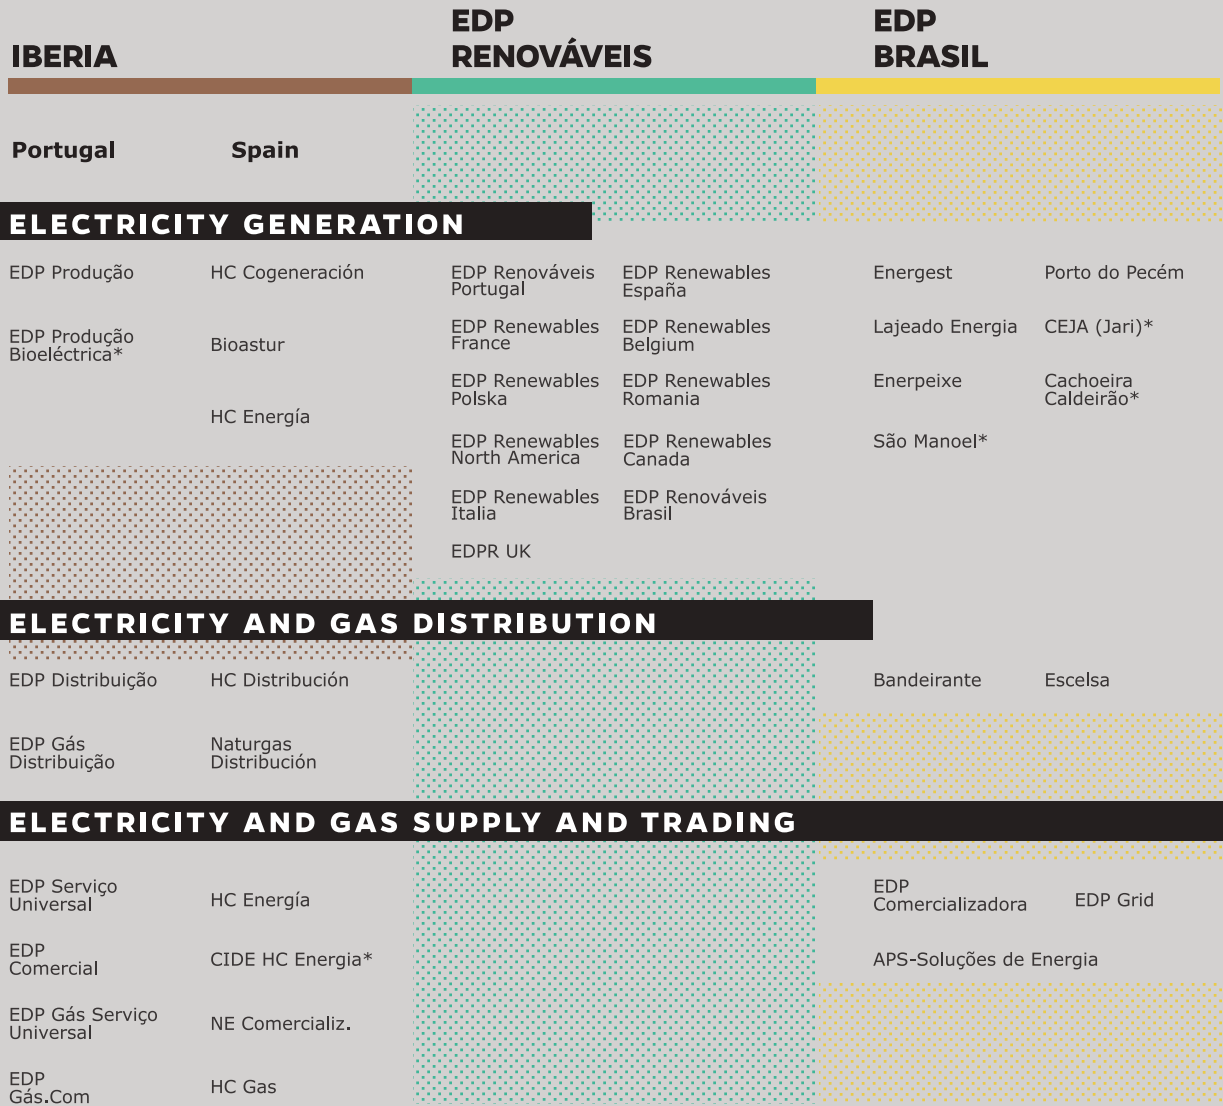 IBERIA
EDP
RENOVÁVEIS
EDP
BRASIL
Portugal
Spain
ELECTRICITY GENERATION
EDP Produção
HC Cogeneración
EDP Produção
Bioeléctrica*
Bioastur
HC Energía
EDP Renováveis
Portugal
EDP Renewables
España
EDP Renewables
France
EDP Renewables
Belgium
EDP Renewables
Polska
EDP Renewables
Romania
EDP Renewables
North America
EDP Renewables
Canada
EDP Renewables
Italia
EDP Renováveis
Brasil
EDPR UK
Energest
Porto do Pecém
Lajeado Energia
CEJA (Jari)*
Enerpeixe
Cachoeira
Caldeirão*
São Manoel*
ELECTRICITY AND GAS DISTRIBUTION
EDP Distribuição
HC Distribución
EDP Gás
Distribuição
Naturgas
Distribución
Bandeirante
Escelsa
ELECTRICITY AND GAS SUPPLY AND TRADING
EDP Serviço
Universal
HC Energía
EDP
Comercial
CIDE HC Energia*
EDP Gás Serviço
Universal
NE Comercializ.
EDP
Gás.Com
HC Gas
EDP
Comercializadora
EDP Grid
APS-Soluções de Energia